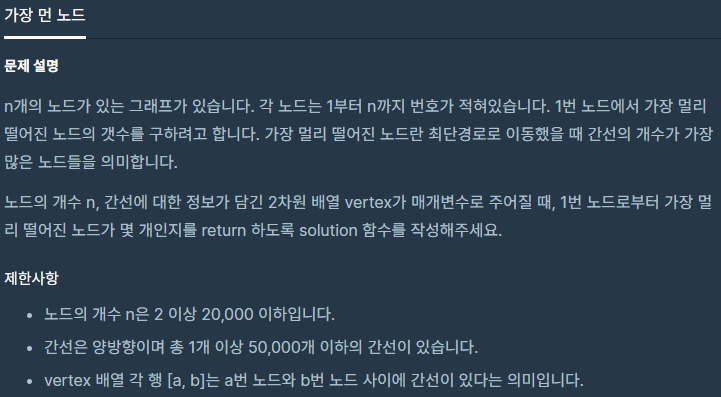 가장 먼 노드
문제 설명
n개의 노드가 있는 그래프가 있습니다. 각 노드는 1부터 n까지 번호가 적혀있습니다. 1번 노드에서 가장 멀리
떨어진 노드의 갯수를 구하려고 합니다. 가장 멀리 떨어진 노드란 최단경로로 이동했을 때 간선의 개수가 가장
많은 노드들을 의미합니다.
노드의 개수 n, 간선에 대한 정보가 담긴 2차원 배열 vertex가 매개변수로 주어질 때, 1번 노드로부터 가장 멀
리 떨어진 노드가 몇 개인지를 return 하도록 solution 함수를 작성해주세요.
제한사항
• 노드의 개수 n은 2 이상 20,000 이하입니다.
• 간선은 양방향이며 총 1개 이상 50,000개 이하의 간선이 있습니다.
• vertex 배열 각 행 [a, b]는 a번 노드와 b번 노드 사이에 간선이 있다는 의미입니다.